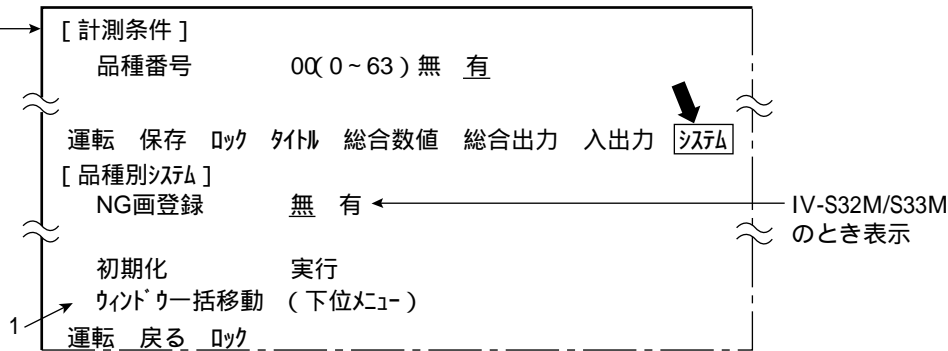 [ 計測条件 ]
品種番号 00( 0 ~ 63 ) 無 有
運転 保存 ﾛｯｸ ﾀｲﾄﾙ 総合数値 総合出力 入出力 ｼｽﾃﾑ
[ 品種別ｼｽﾃﾑ ]
NG画登録 無 有
IV-S32M/S33M
のとき表示
初期化 実行
ｳｨﾝﾄﾞｳ一括移動 ( 下位ﾒﾆｭｰ )
1
運転 戻る ﾛｯｸ